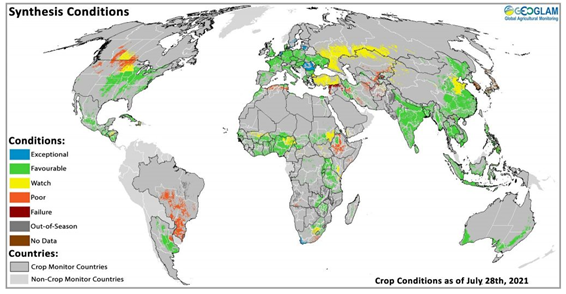 Synthesis Conditions
GEOGLAM
Global Agricultural Monitoring
Conditions:
Exceptional
Favourable
Watch
Poor
Failure
Out-of-Season
No Data
Countries:
Crop Monitor Countries
Non-Crop Monitor Countries
Crop Conditions as of July 28th, 2021